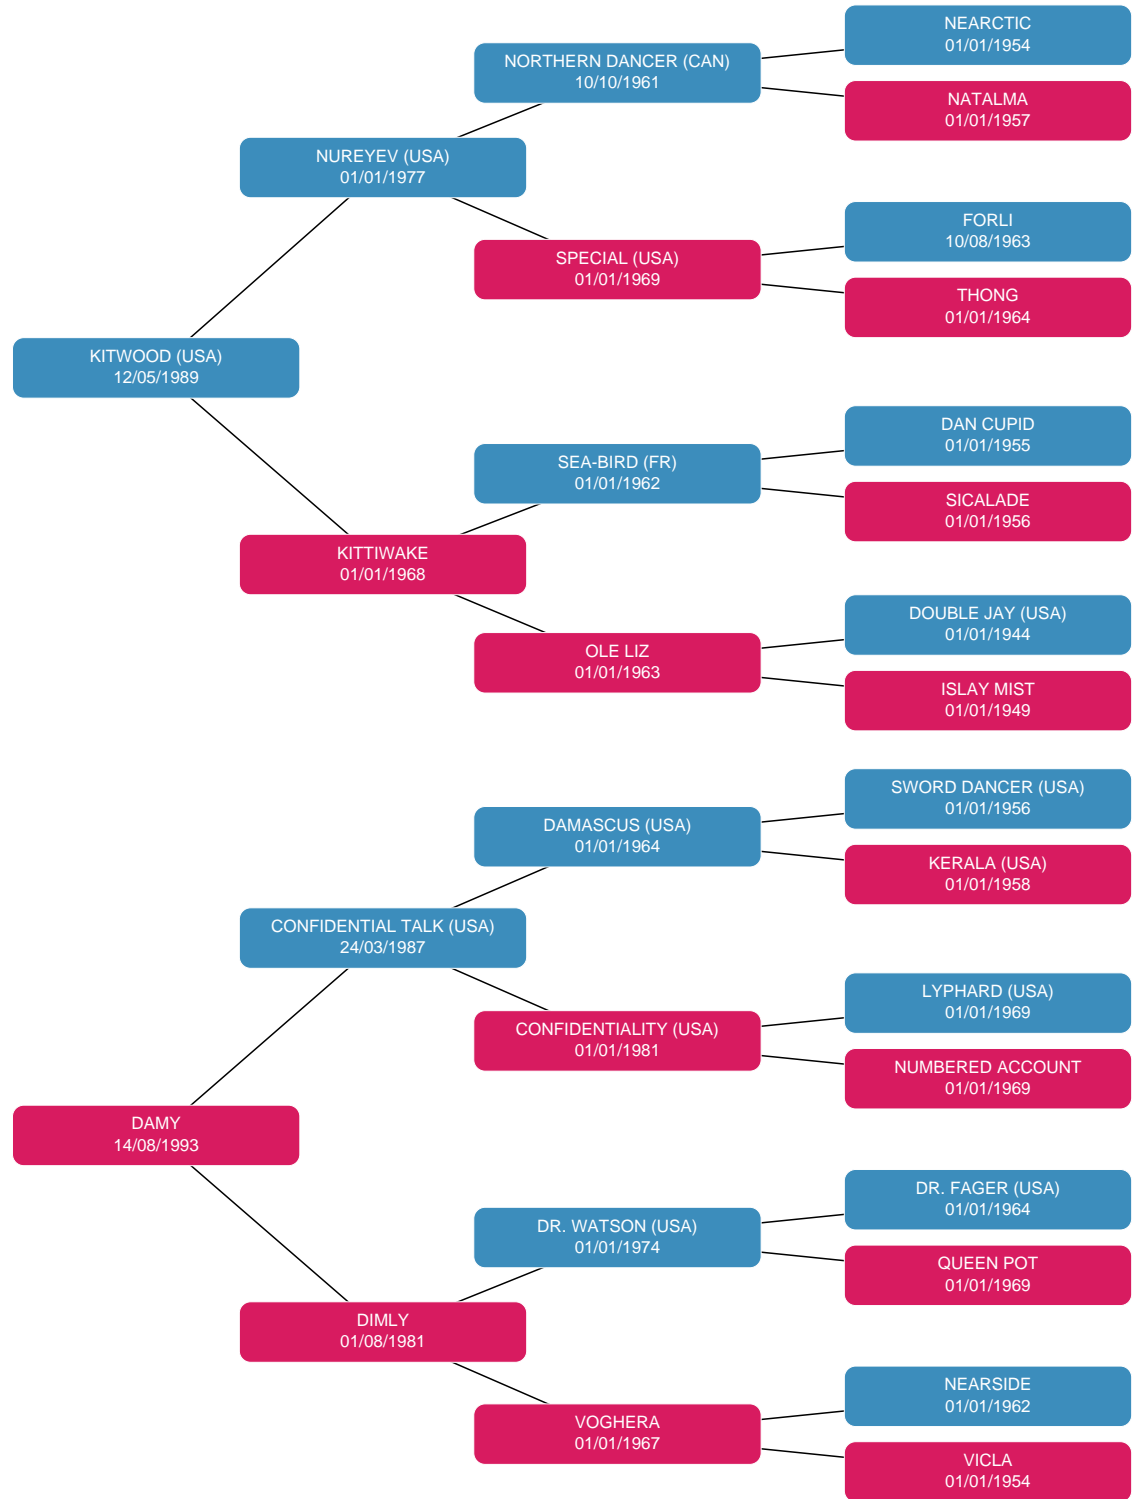 NEARCTIC
01/01/1954
NORTHERN DANCER (CAN)
10/10/1961
NATALMA
01/01/1957
NUREYEV (USA)
01/01/1977
FORLI
10/08/1963
SPECIAL (USA)
01/01/1969
THONG
01/01/1964
KITWOOD (USA)
12/05/1989
DAN CUPID
01/01/1955
SEA-BIRD (FR)
01/01/1962
SICALADE
01/01/1956
KITTIWAKE
01/01/1968
DOUBLE JAY (USA)
01/01/1944
OLE LIZ
01/01/1963
ISLAY MIST
01/01/1949
SWORD DANCER (USA)
01/01/1956
DAMASCUS (USA)
01/01/1964
KERALA (USA)
01/01/1958
CONFIDENTIAL TALK (USA)
24/03/1987
LYPHARD (USA)
01/01/1969
CONFIDENTIALITY (USA)
01/01/1981
NUMBERED ACCOUNT
01/01/1969
DAMY
14/08/1993
DR. FAGER (USA)
01/01/1964
DR. WATSON (USA)
01/01/1974
QUEEN POT
01/01/1969
DIMLY
01/08/1981
NEARSIDE
01/01/1962
VOGHERA
01/01/1967
VICLA
01/01/1954